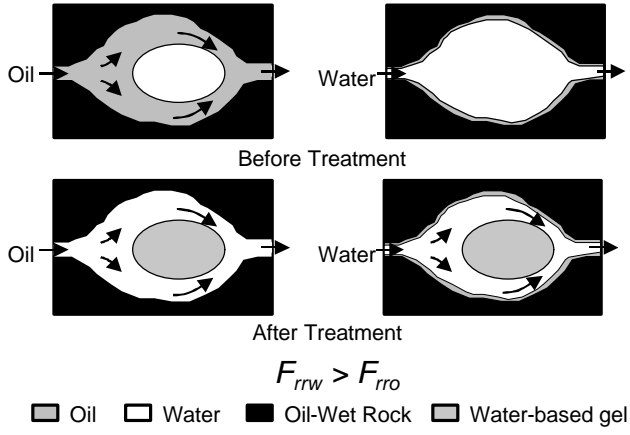 Oil Water
Before Treatment
Oil Water
After Treatment
Frrw > Frro
Oil Water Oil-Wet Rock Water-based gel